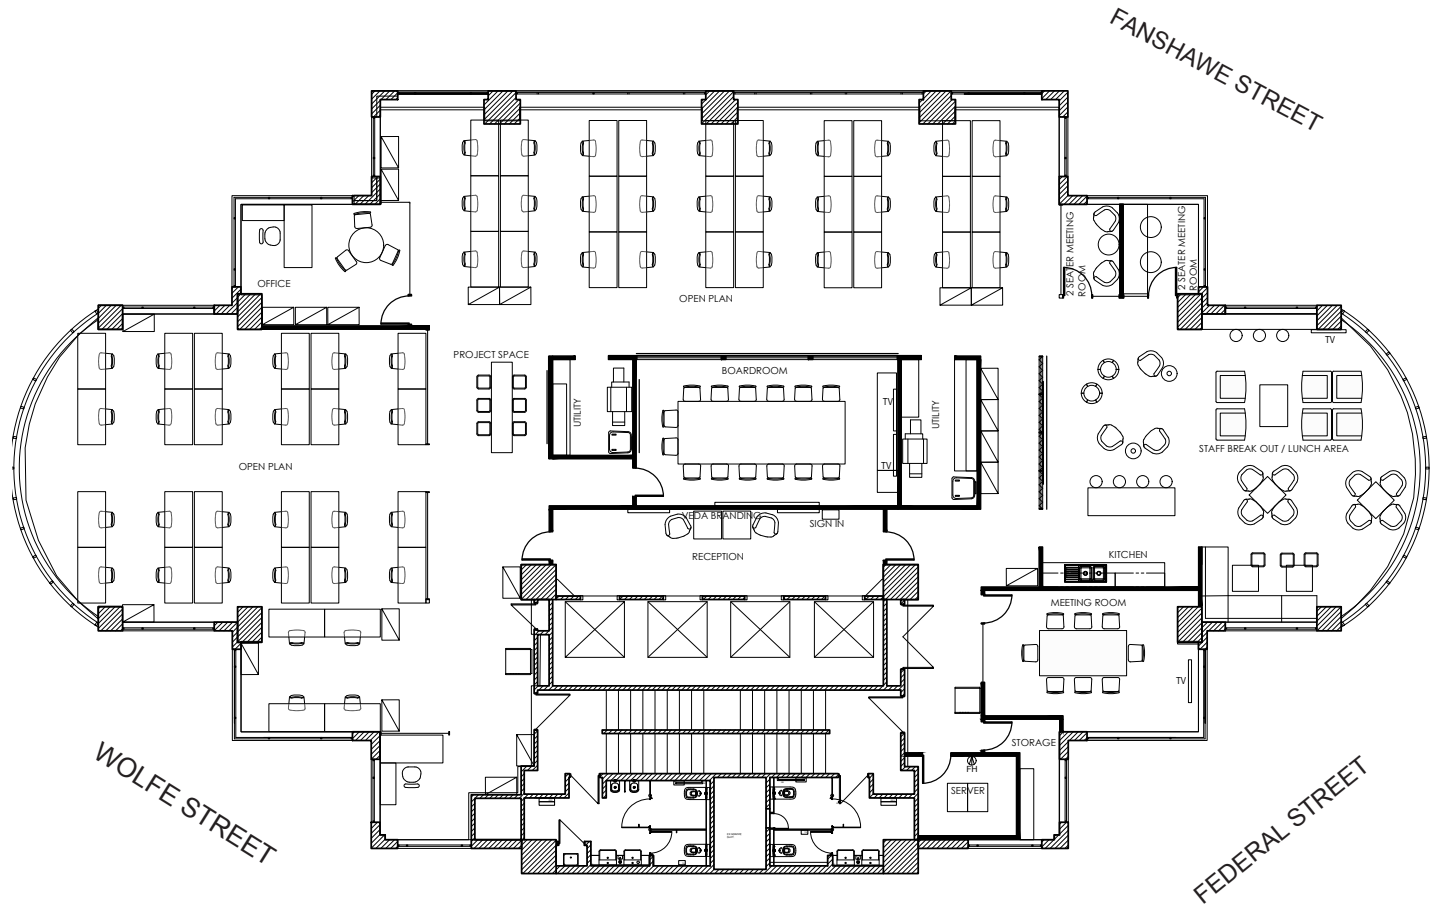 FANSHAWE STREET
2 SEATER MEETING
ROOM
2 SEATER MEETING
ROOM
OFFICE
OPEN PLAN
TV
PROJECT SPACE
BOARDROOM
UTILITY
TV
UTILITY
OPEN PLAN
TV
STAFF BREAK OUT / LUNCH AREA
VEDA BRANDING
SIGN IN
RECEPTION
KITCHEN
MEETING ROOM
TV
STORAGE
FH
SERVER
WOLFE STREET
FEDERAL STREET